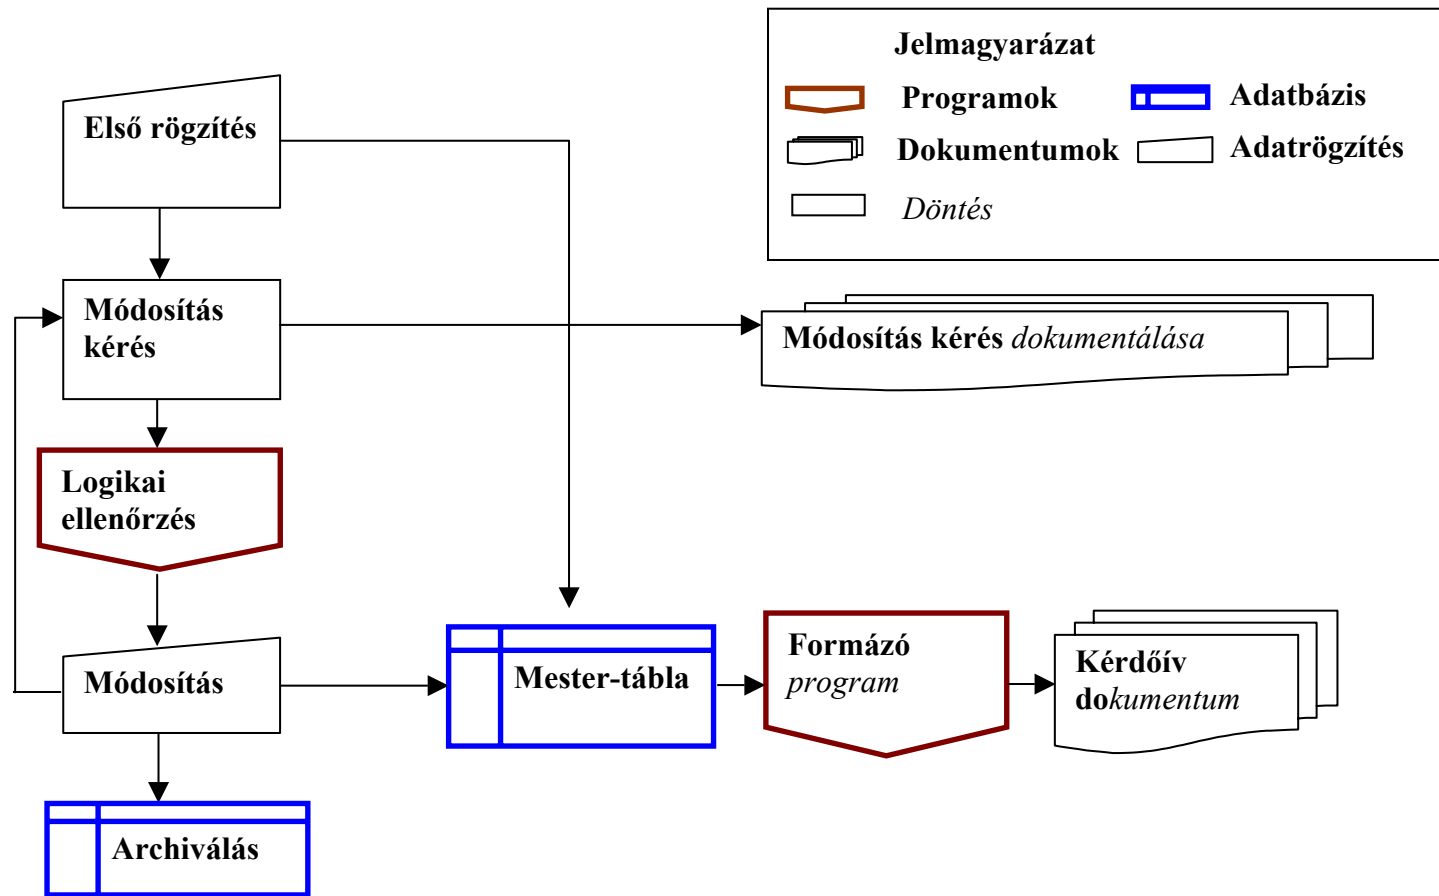 Jelmagyarázat
Programok
Adatbázis
Dokumentumok
Adatrögzítés
Döntés
Első rögzítés
Módosítás
kérés
Módosítás kérés dokumentálása
Logikai
ellenőrzés
Módosítás
Mester-tábla
Formázó
program
Kérdőív
dokumentum
Archiválás